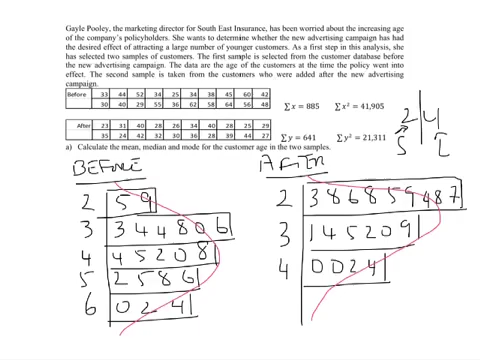 Gayle Pooley, the marketing director for South East Insurance, has been worried about the increasing age
of the company's policyholders. She wants to determine whether the new advertising campaign has had
the desired effect of attracting a large number of younger customers. As a first step in this analysis, she
has selected two samples of customers. The first sample is selected from the customer database before
the new advertising campaign. The data are the age of the customers at the time the policy went into
effect. The second sample is taken from the customers who were added after the new advertising
campaign.
Before 33 44 52 34 25 34 38 45 60 42
30 40 29 55 36 62 58 64 56 48
∑x = 885 ∑x² = 41,905
After 23 31 40 28 26 34 40 28 25 29
35 24 42 32 30 36 28 39 44 27
∑y = 641 ∑y² = 21,311
2 | 4
S L
a) Calculate the mean, median and mode for the customer age in the two samples.
BEFORE
2 | 5 9
3 | 3 4 4 8 0 6
4 | 4 5 2 0 8
5 | 2 5 8 6
6 | 0 2 4
AFTER
2 | 3 8 6 8 5 9 4 8 7
3 | 1 4 5 2 0 9
4 | 0 0 2 4